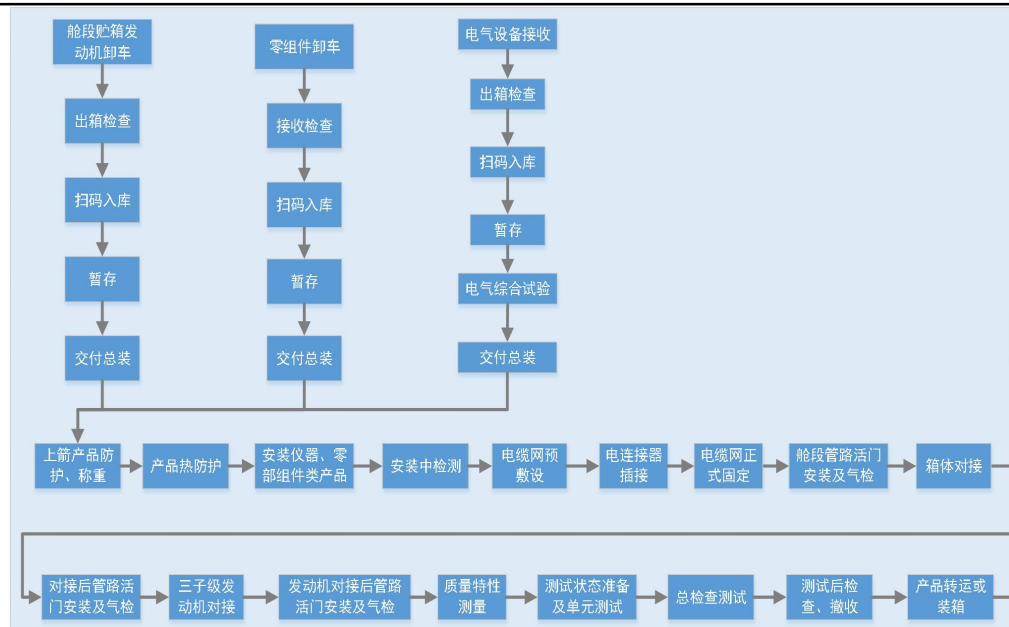 舱段贮箱发
动机卸车
出箱检查
扫码入库
暂存
交付总装
零组件卸车
接收检查
扫码入库
暂存
交付总装
电气设备接收
出箱检查
扫码入库
暂存
电气综合试验
交付总装
上箭产品防
护、称重
产品热防护
安装仪器、零
部组件类产品
安装中检测
电缆网预
敷设
电连接器
插接
电缆网正
式固定
舱段管路活门
安装及气检
箱体对接
对接后管路活
门安装及气检
三子级发
动机对接
发动机对接后管路
活门安装及气检
质量特性
测量
测试状态准备
及单元测试
总检查测试
测试后检
查、撤收
产品转运或
装箱